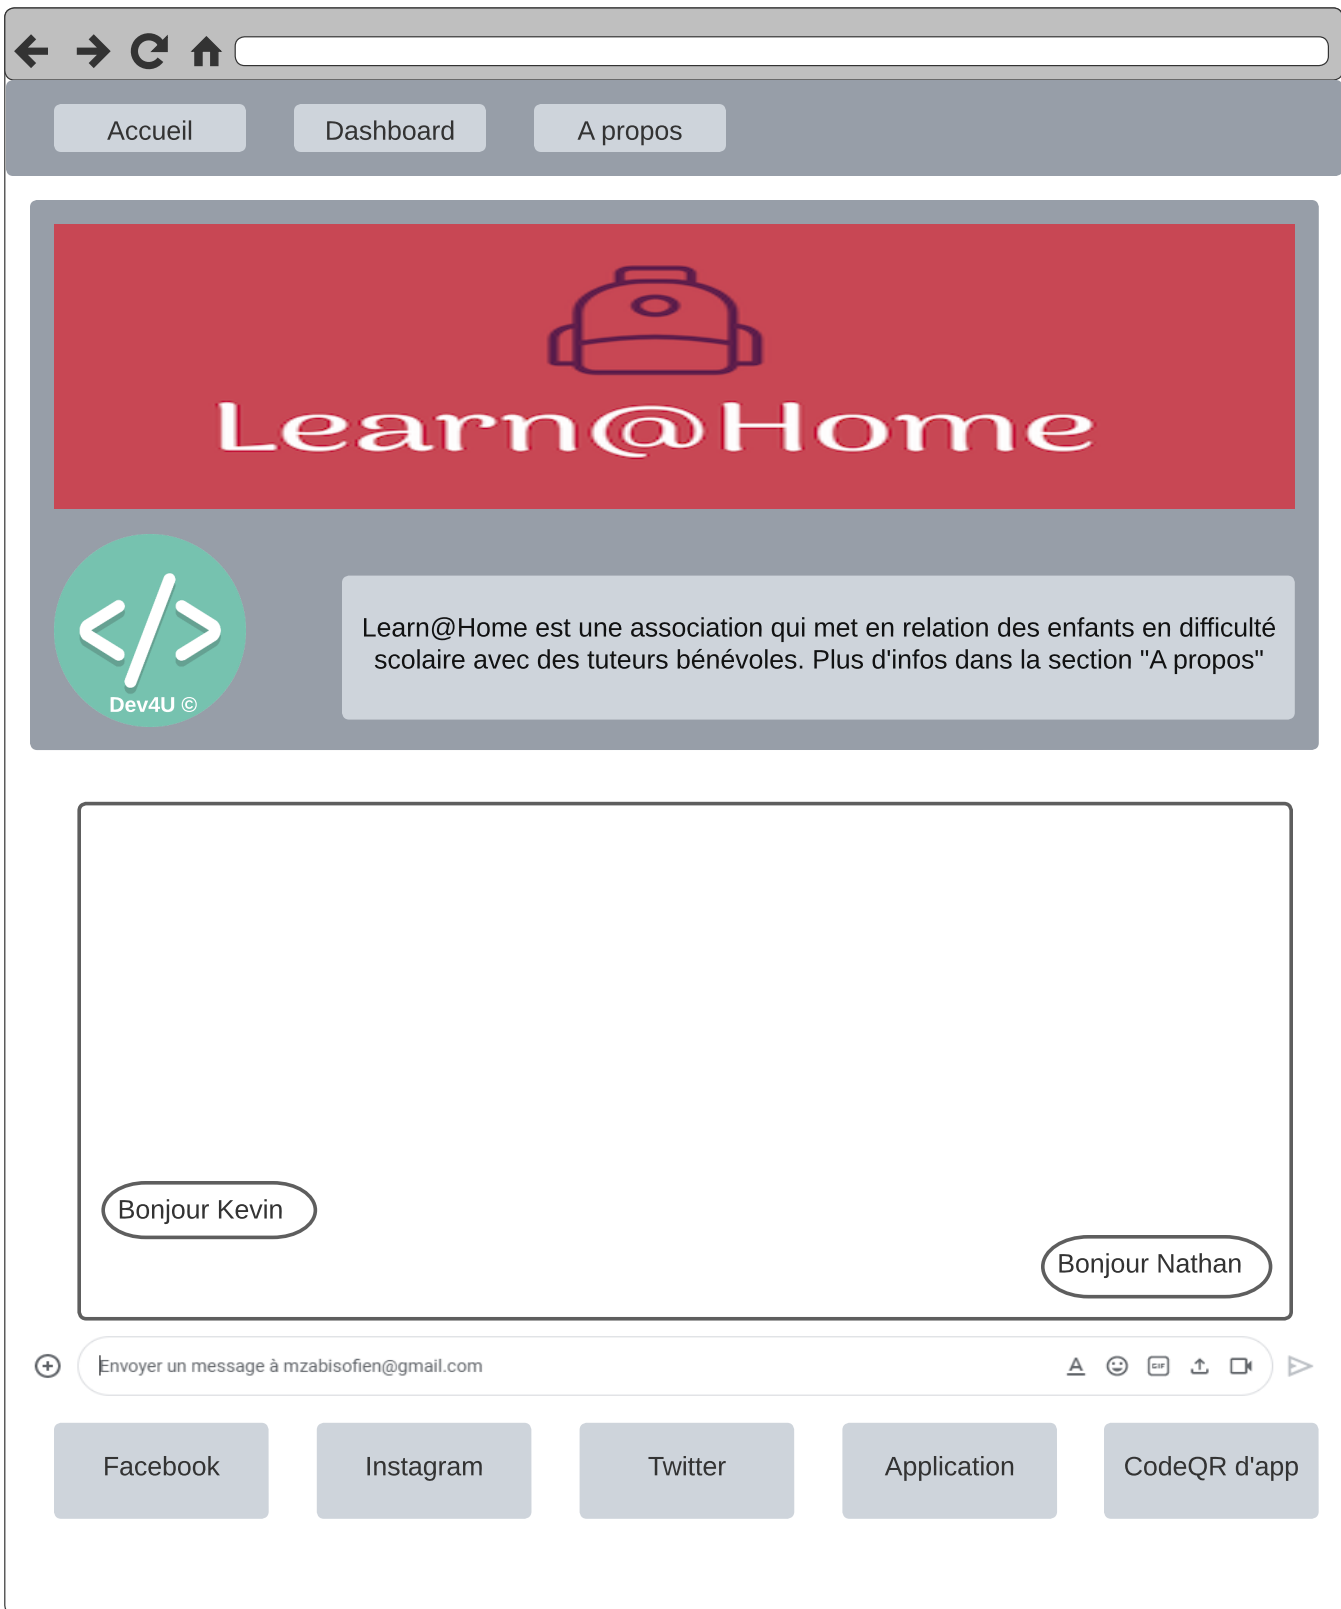 Accueil
Dashboard
A propos
Learn@Home
Learn@Home est une association qui met en relation des enfants en difficulté
scolaire avec des tuteurs bénévoles. Plus d'infos dans la section "A propos"
Dev4U ©
Bonjour Kevin
Bonjour Nathan
Envoyer un message à mzabisofien@gmail.com
A
GIF
Facebook
Instagram
Twitter
Application
CodeQR d'app